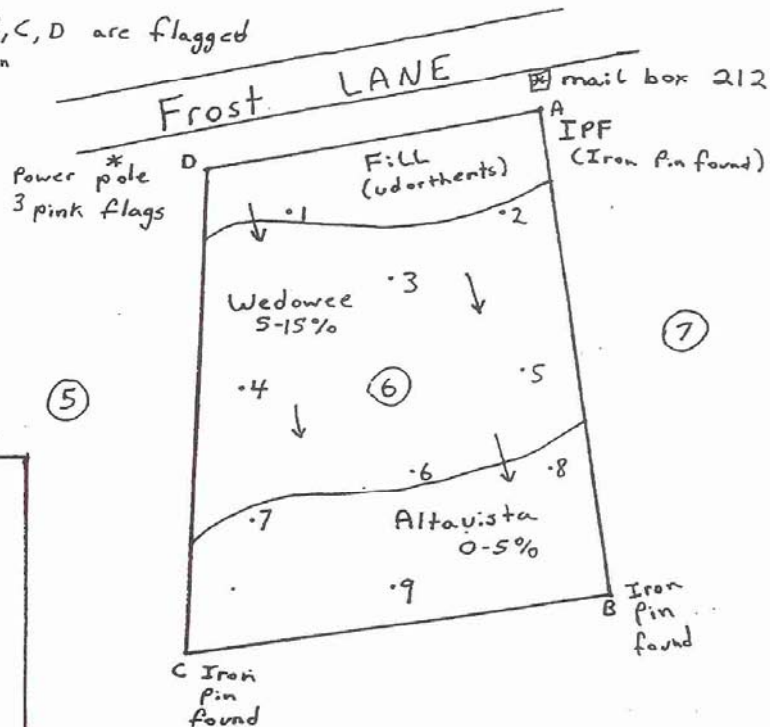 ,C, D are flagged
Frost LANE
mail box 212
A
IPF
(Iron Pin found)
D
Fill
(udorthents)
Power pole
*
3 pink flags
.1
.2
.3
Wedowee
5-15%
7
.4
6
.5
5
.6
.8
.7
Altavista
0-5%
.9
B Iron
Pin
found
C Iron
Pin
found